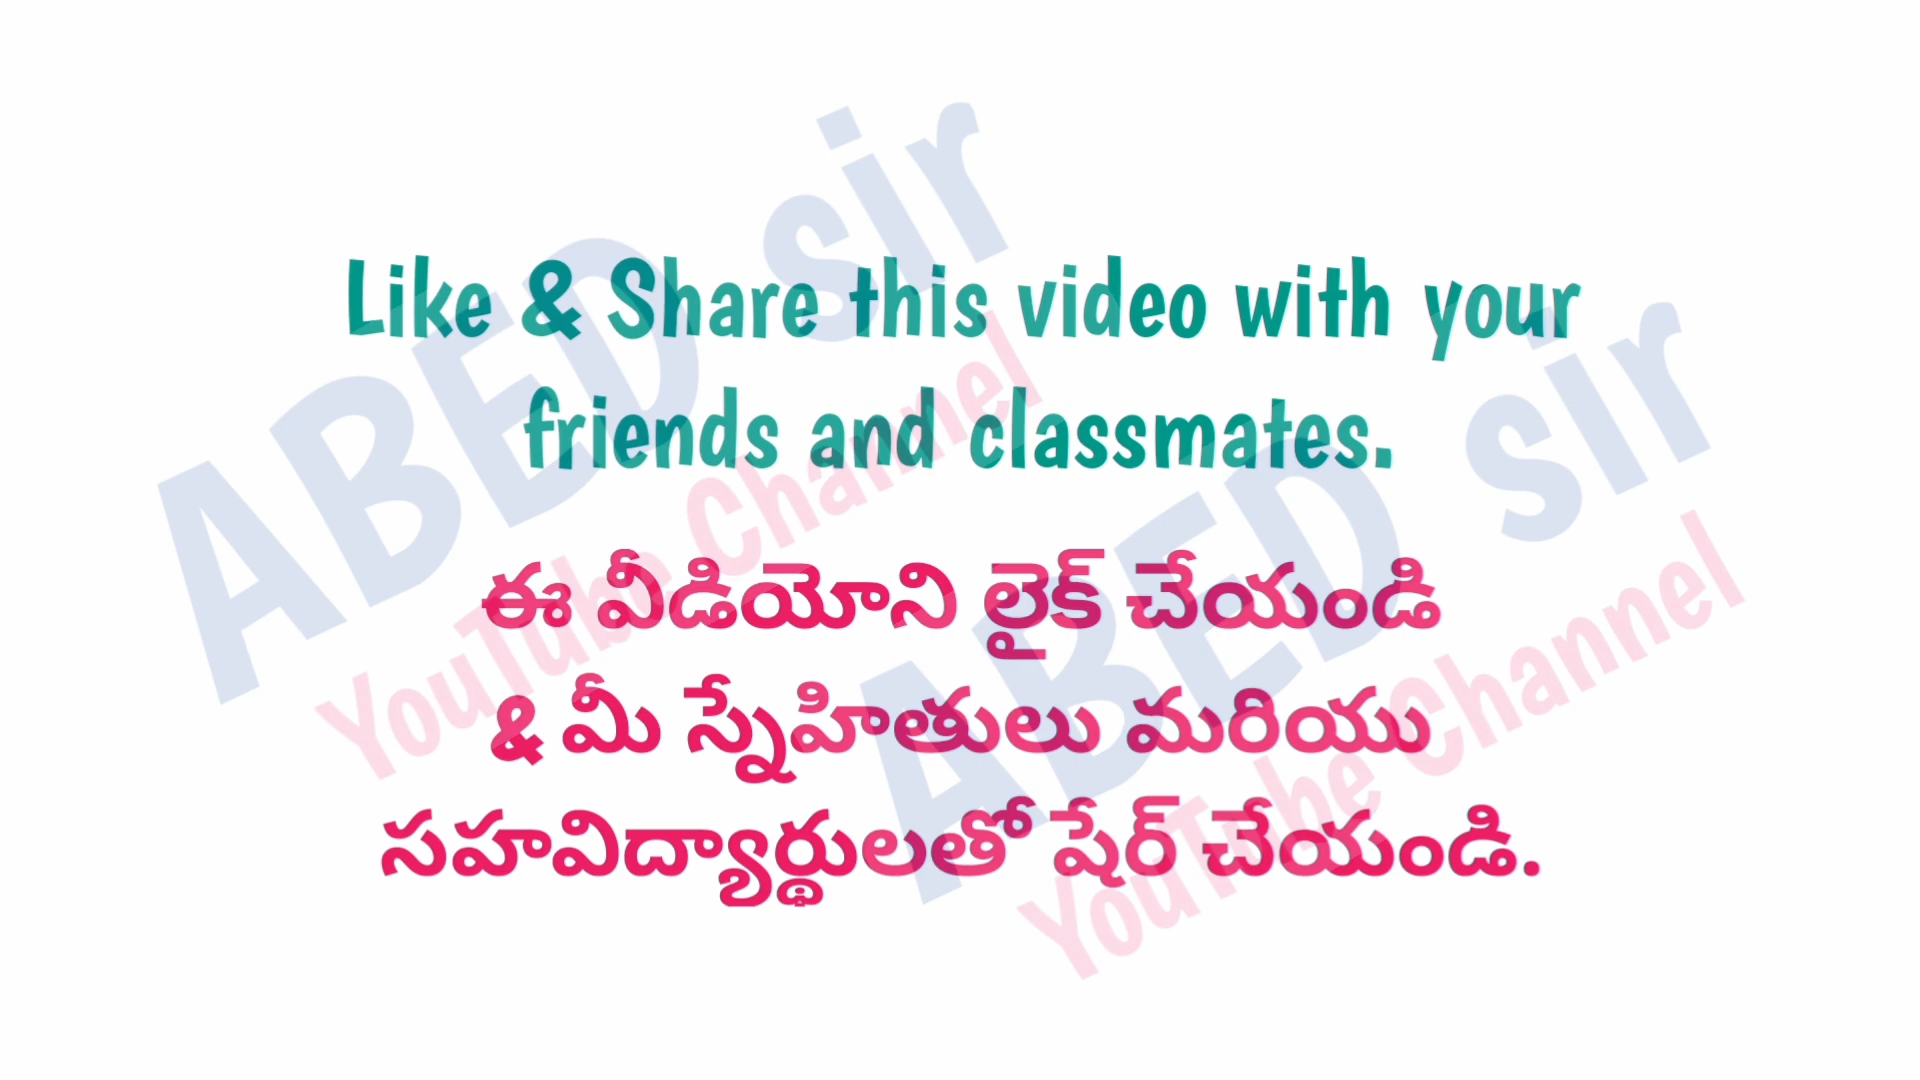 Like & Share this video with your
friends and classmates.
ఈ వీడియోని లైక్ చేయండి
& మీ స్నేహితులు మరియు
సహవిద్యార్థులతో షేర్ చేయండి.
ABED sir
YouTube Channel
ABED sir
YouTube Channel